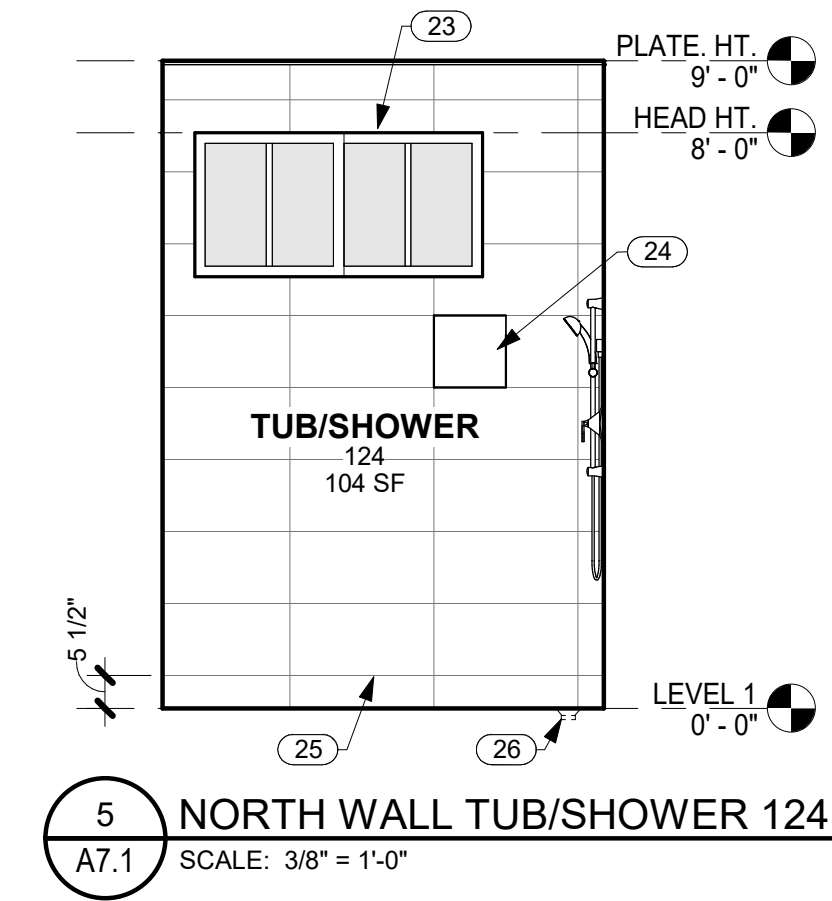 23
PLATE. HT.
9' - 0"
HEAD HT.
8' - 0"
24
TUB/SHOWER
124
104 SF
5 1/2"
LEVEL 1
0' - 0"
25
26
5
NORTH WALL TUB/SHOWER 124
A7.1
SCALE: 3/8" = 1'-0"